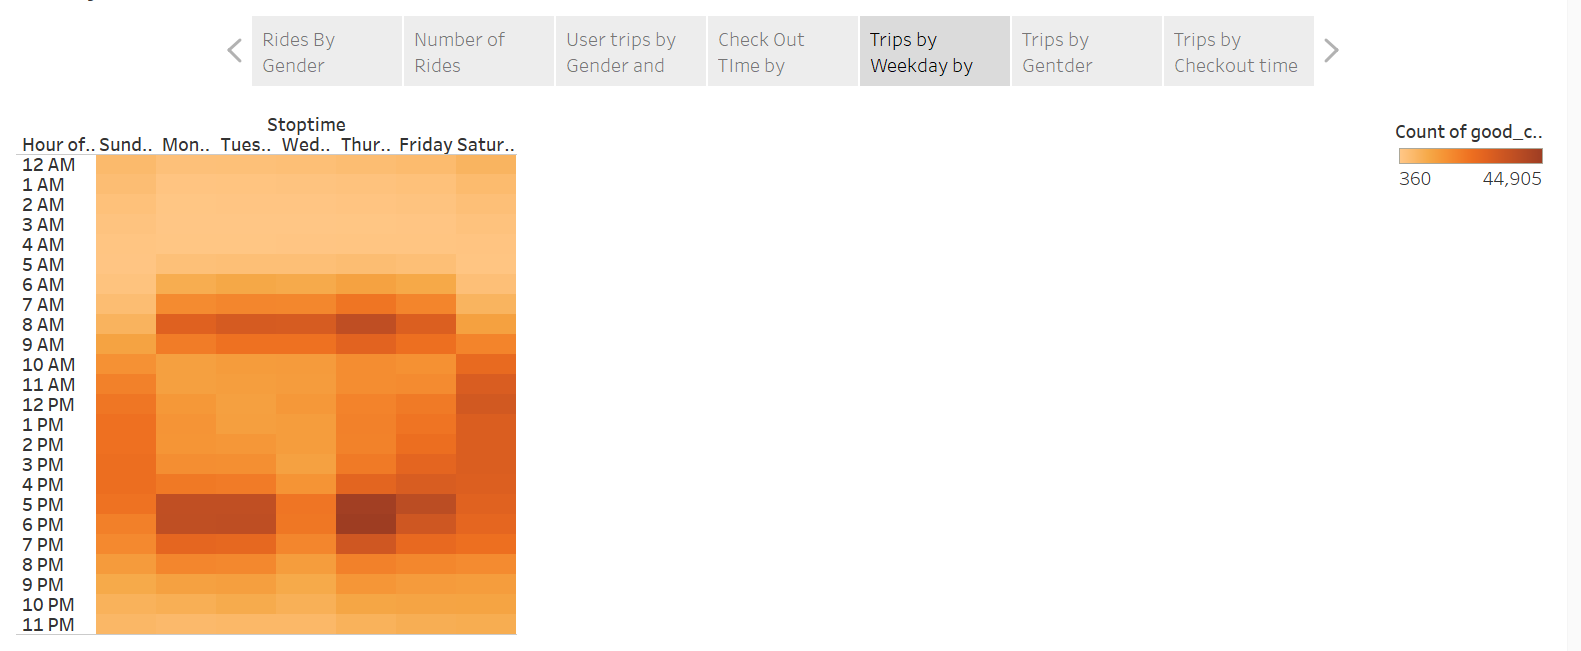 Rides By
Gender
Number of
Rides
User trips by
Gender and
Check Out
TIme by
Trips by
Weekday by
Trips by
Gentder
Trips by
Checkout time
Stoptime
Hour of.. Sund.. Mon.. Tues.. Wed.. Thur.. Friday Satur..
12 AM
1 AM
2 AM
3 AM
4 AM
5 AM
6 AM
7 AM
8 AM
9 AM
10 AM
11 AM
12 PM
1 PM
2 PM
3 PM
4 PM
5 PM
6 PM
7 PM
8 PM
9 PM
10 PM
11 PM
Count of good_c..
360 44,905